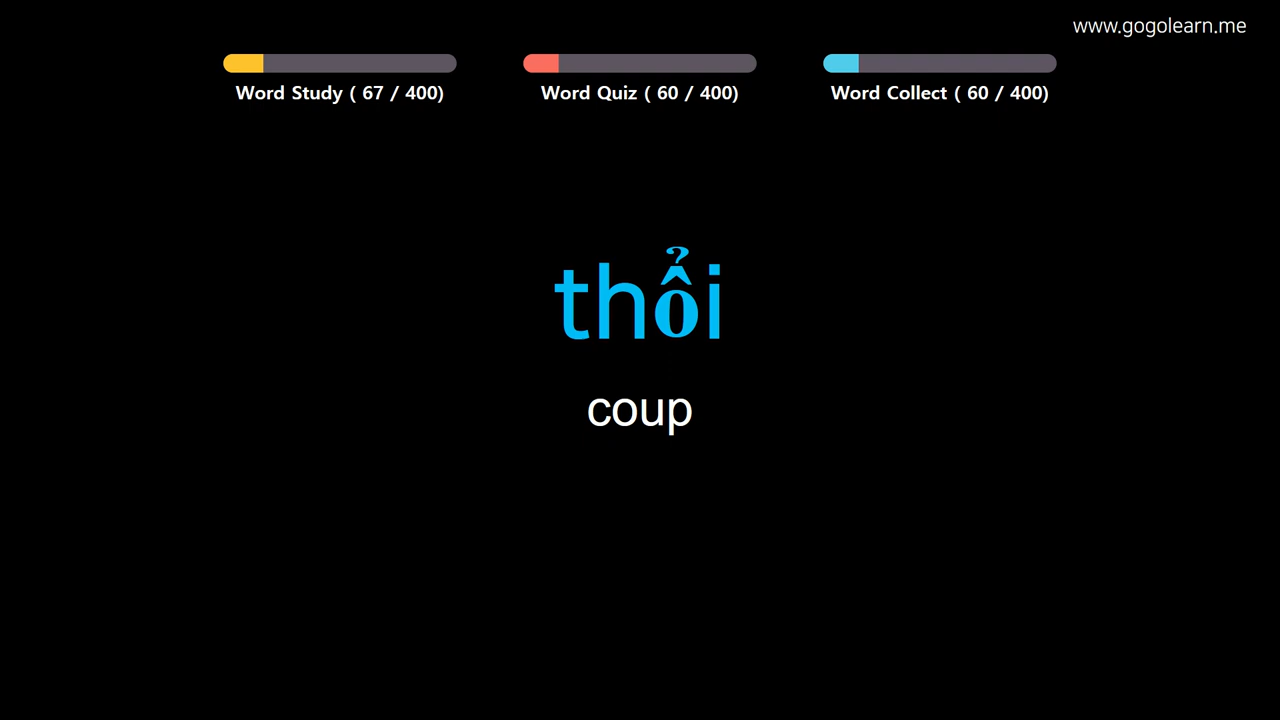 www.gogolearn.me
Word Study ( 67 / 400)
Word Quiz ( 60 / 400)
Word Collect ( 60 / 400)
thổi
coup